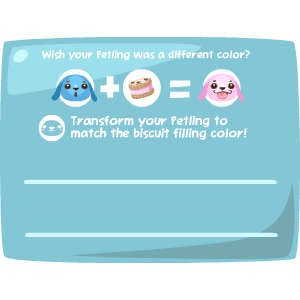 Wish your Petling was a different color?
+ =
Transform your Petling to
match the biscuit filling color!